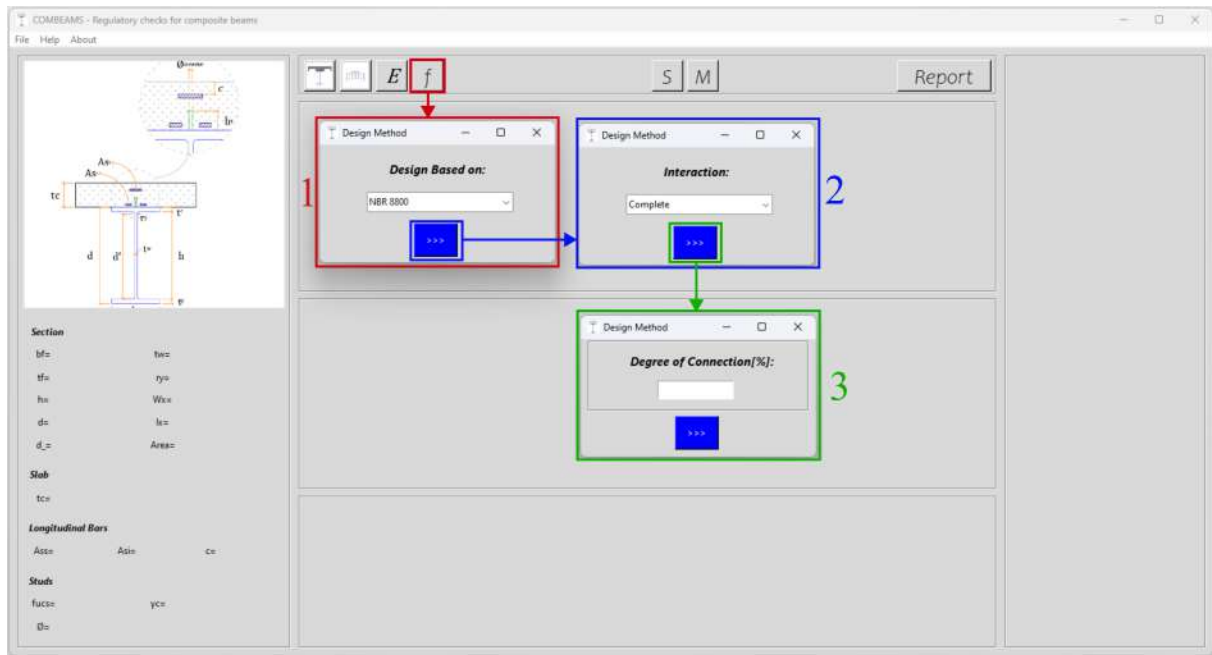 COMBEAMS - Regulatory checks for composite beams
File Help About
E f S M Report
c
As
As
tc
d d' h
Design Method
Design Based on:
NBR 8800
>>>
1
Design Method
Interaction:
Complete
>>>
2
Design Method
Degree of Connection[%]:
>>>
3
Section
bf= tw=
tf= ry=
h= Wx=
d= Ix=
d_= Area=
Slab
tc=
Longitudinal Bars
Ass= Asi= c=
Studs
fucs= γc=
Ø=